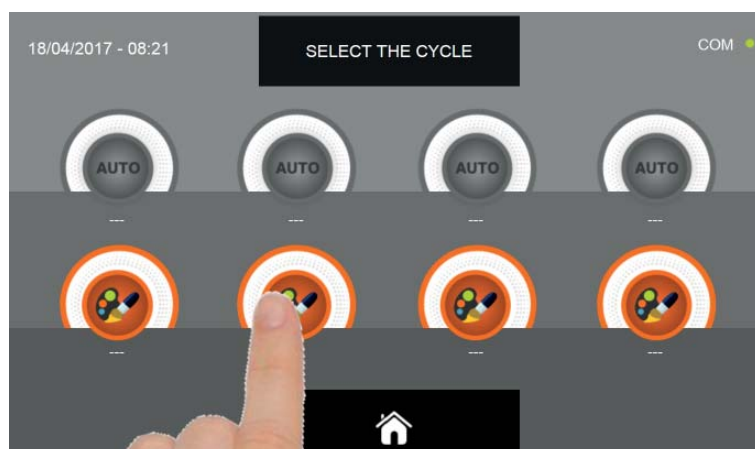 18/04/2017 - 08:21
SELECT THE CYCLE
COM
AUTO AUTO AUTO AUTO
--- --- --- ---
--- --- ---